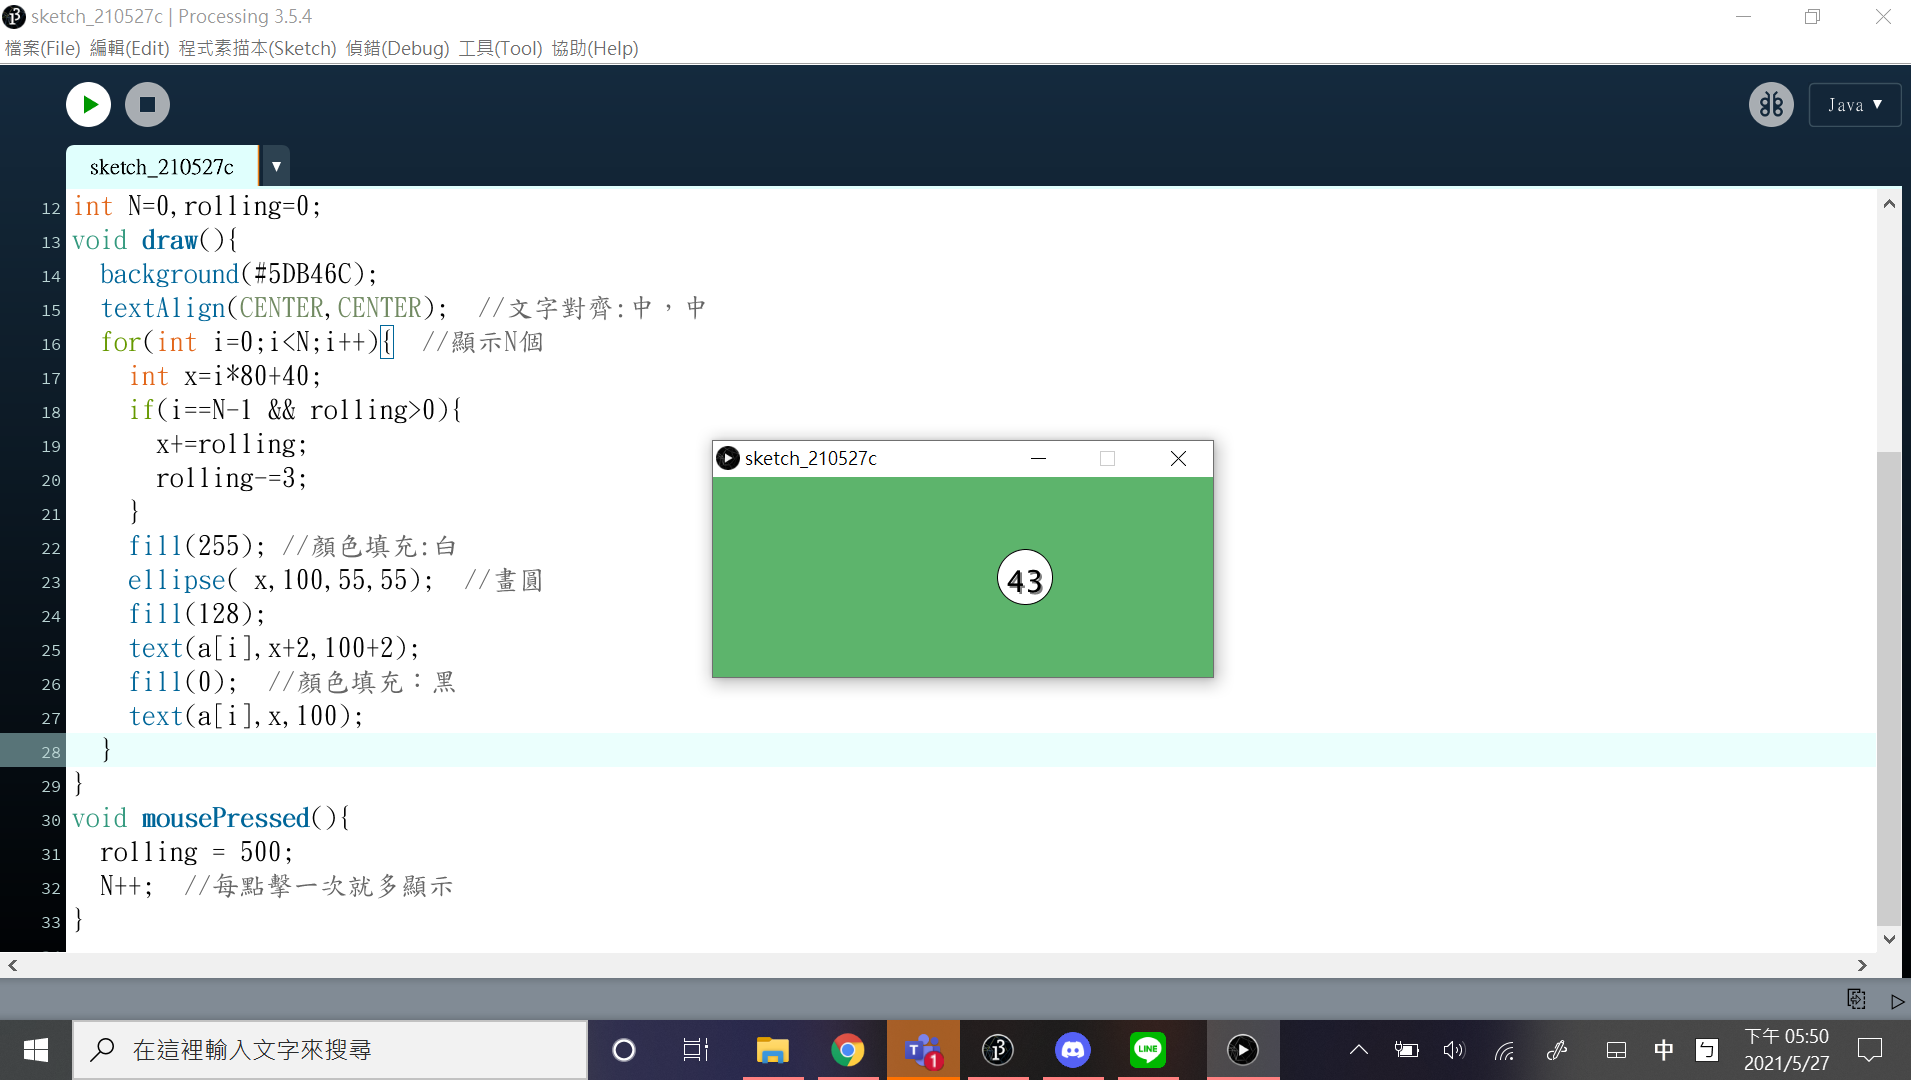 sketch_210527c | Processing 3.5.4
檔案(File) 編輯(Edit) 程式素描本(Sketch) 偵錯(Debug) 工具(Tool) 協助(Help)
Java ▼
sketch_210527c ▼
12 int N=0,rolling=0;
13 void draw(){
14   background(#5DB46C);
15   textAlign(CENTER,CENTER);  //文字對齊:中，中
16   for(int i=0;i<N;i++){  //顯示N個
17     int x=i*80+40;
18     if(i==N-1 && rolling>0){
19       x+=rolling;
20       rolling-=3;
21     }
22     fill(255); //顏色填充:白
23     ellipse( x,100,55,55);  //畫圓
24     fill(128);
25     text(a[i],x+2,100+2);
26     fill(0);  //顏色填充：黑
27     text(a[i],x,100);
28   }
29 }
30 void mousePressed(){
31   rolling = 500;
32   N++;  //每點擊一次就多顯示
33 }
sketch_210527c
43
在這裡輸入文字來搜尋
T
1
LINE
中
ㄅ
下午 05:50
2021/5/27